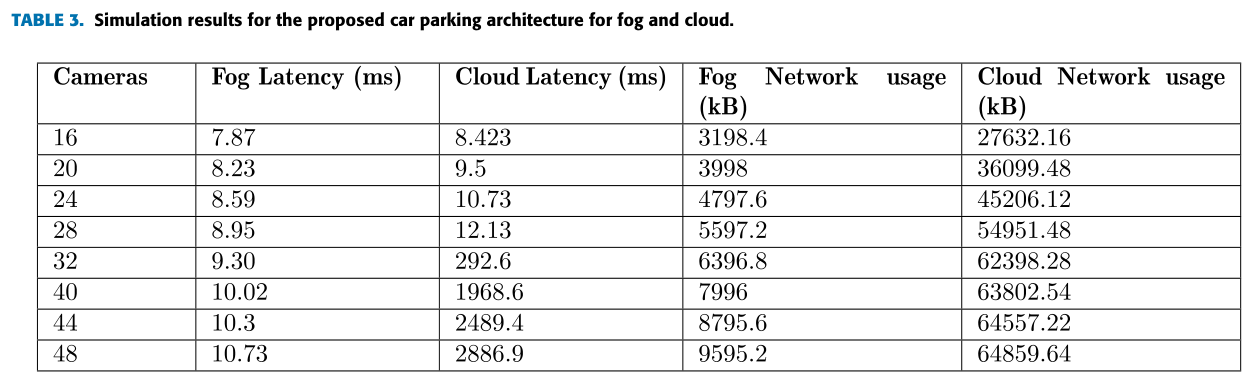 TABLE 3. Simulation results for the proposed car parking architecture for fog and cloud.
Cameras Fog Latency (ms) Cloud Latency (ms) Fog Network usage (kB) Cloud Network usage (kB)
16 7.87 8.423 3198.4 27632.16
20 8.23 9.5 3998 36099.48
24 8.59 10.73 4797.6 45206.12
28 8.95 12.13 5597.2 54951.48
32 9.30 292.6 6396.8 62398.28
40 10.02 1968.6 7996 63802.54
44 10.3 2489.4 8795.6 64557.22
48 10.73 2886.9 9595.2 64859.64